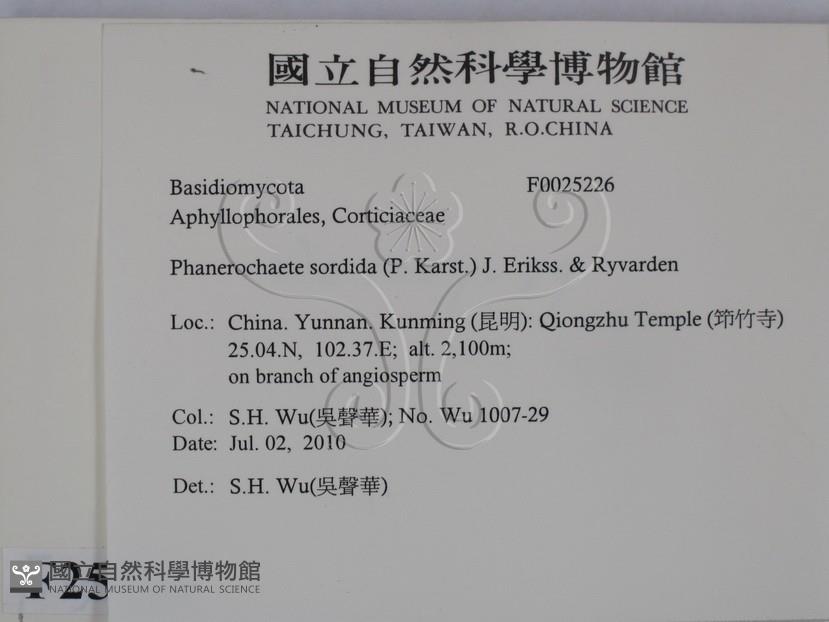 國立自然科學博物館
NATIONAL MUSEUM OF NATURAL SCIENCE
TAICHUNG, TAIWAN, R.O.CHINA
Basidiomycota F0025226
Aphyllophorales, Corticiaceae
Phanerochaete sordida (P. Karst.) J. Erikss. & Ryvarden
Loc.: China. Yunnan. Kunming (昆明): Qiongzhu Temple (筇竹寺)
25.04.N, 102.37.E; alt. 2,100m;
on branch of angiosperm
Col.: S.H. Wu(吳聲華); No. Wu 1007-29
Date: Jul. 02, 2010
Det.: S.H. Wu(吳聲華)
F25
國立自然科學博物館
NATIONAL MUSEUM OF NATURAL SCIENCE